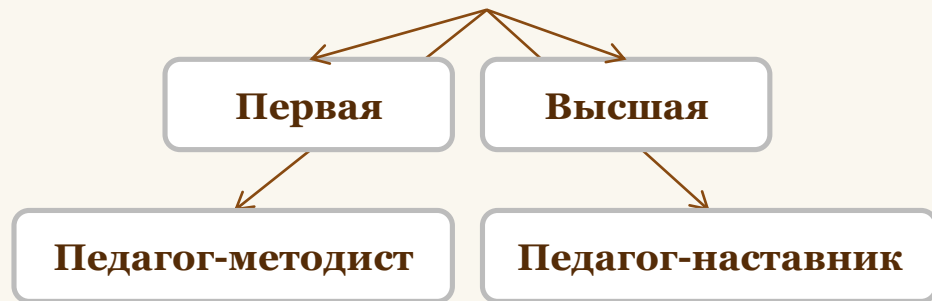 Первая
Высшая
Педагог-методист
Педагог-наставник